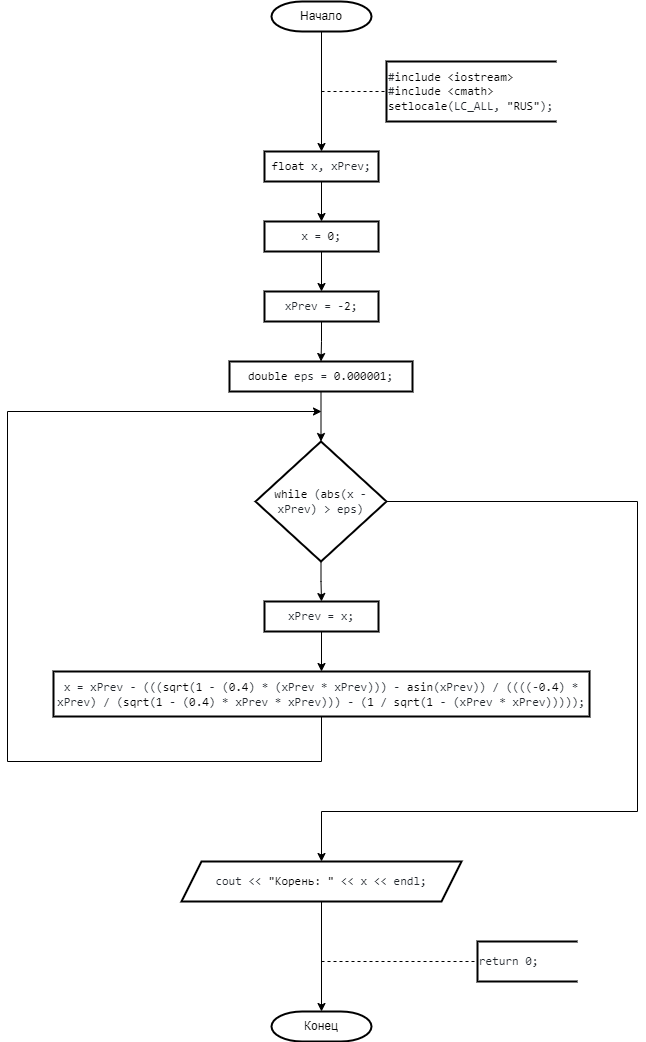 Начало
#include <iostream>
#include <cmath>
setlocale(LC_ALL, "RUS");
float x, xPrev;
x = 0;
xPrev = -2;
double eps = 0.000001;
while (abs(x -
xPrev) > eps)
xPrev = x;
x = xPrev - (((sqrt(1 - (0.4) * (xPrev * xPrev))) - asin(xPrev)) / ((((-0.4) *
xPrev) / (sqrt(1 - (0.4) * xPrev * xPrev))) - (1 / sqrt(1 - (xPrev * xPrev)))));
cout << "Корень: " << x << endl;
return 0;
Конец